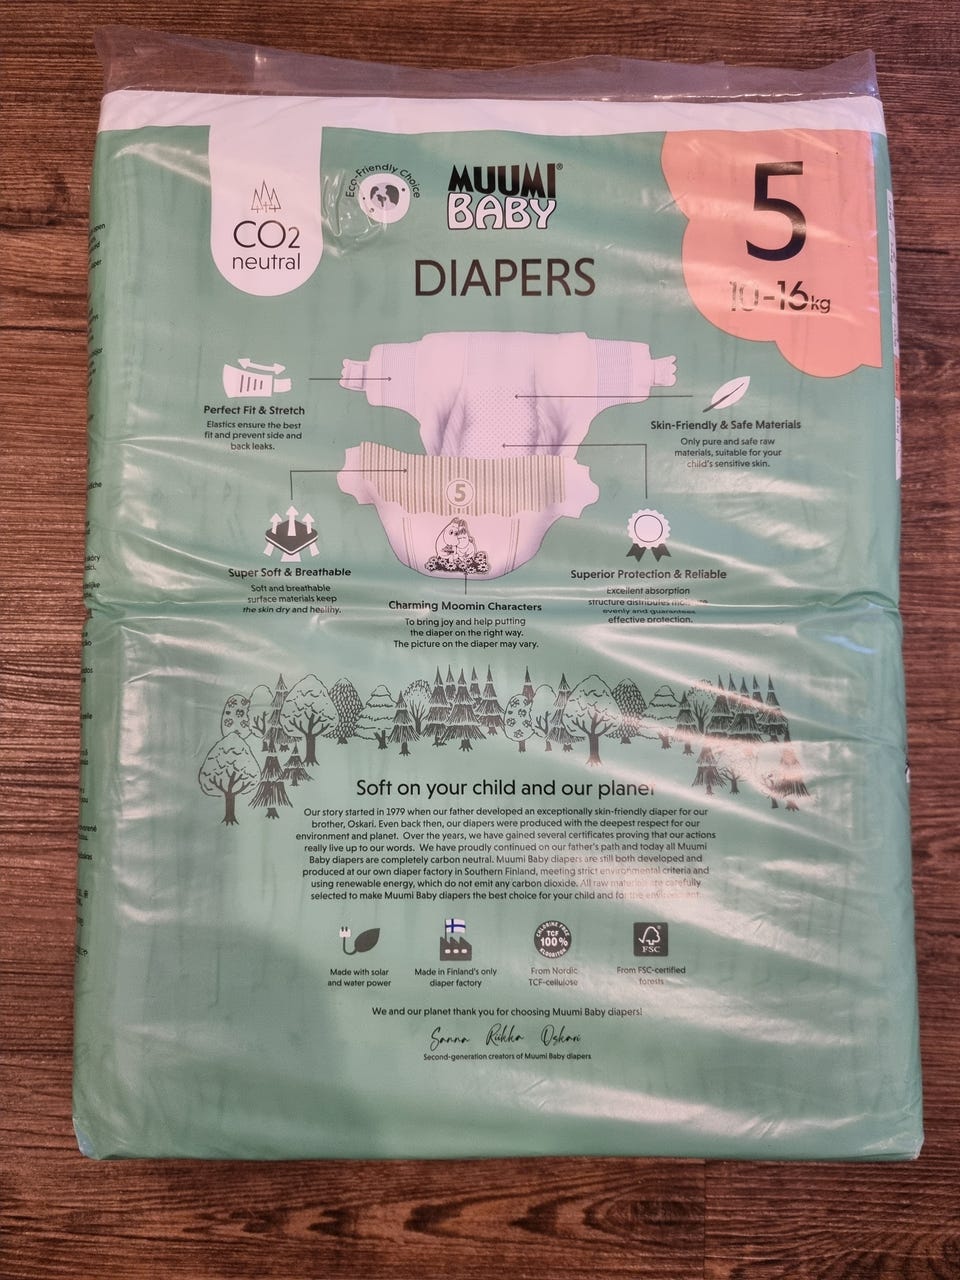 CO2
neutral
Eco-Friendly Choice
MUUMI®
BABY
DIAPERS
5
10-16kg
Perfect Fit & Stretch
Elastics ensure the best
fit and prevent side and
back leaks.
Skin-Friendly & Safe Materials
Only pure and safe raw
materials, suitable for your
child's sensitive skin.
5
Super Soft & Breathable
Soft and breathable
surface materials keep
the skin dry and healthy.
Superior Protection & Reliable
Excellent absorption
structure distributes moisture
evenly and guarantees
effective protection.
Charming Moomin Characters
To bring joy and help putting
the diaper on the right way.
The picture on the diaper may vary.
Soft on your child and our planet
Our story started in 1979 when our father developed an exceptionally skin-friendly diaper for our
brother, Oskari. Even back then, our diapers were produced with the deepest respect for our
environment and planet. Over the years, we have gained several certificates proving that our actions
really live up to our words. We have proudly continued on our father's path and today all Muumi
Baby diapers are completely carbon neutral. Muumi Baby diapers are still both developed and
produced at our own diaper factory in Southern Finland, meeting strict environmental criteria and
using renewable energy, which do not emit any carbon dioxide. All raw materials are carefully
selected to make Muumi Baby diapers the best choice for your child and for the environment.
CHLORINE FREE
TCF
100%
KLOORITON
FSC
Made with solar
and water power
Made in Finland's only
diaper factory
From Nordic
TCF-cellulose
From FSC-certified
forests
We and our planet thank you for choosing Muumi Baby diapers!
Sanna Riikka Oskari
Second-generation creators of Muumi Baby diapers